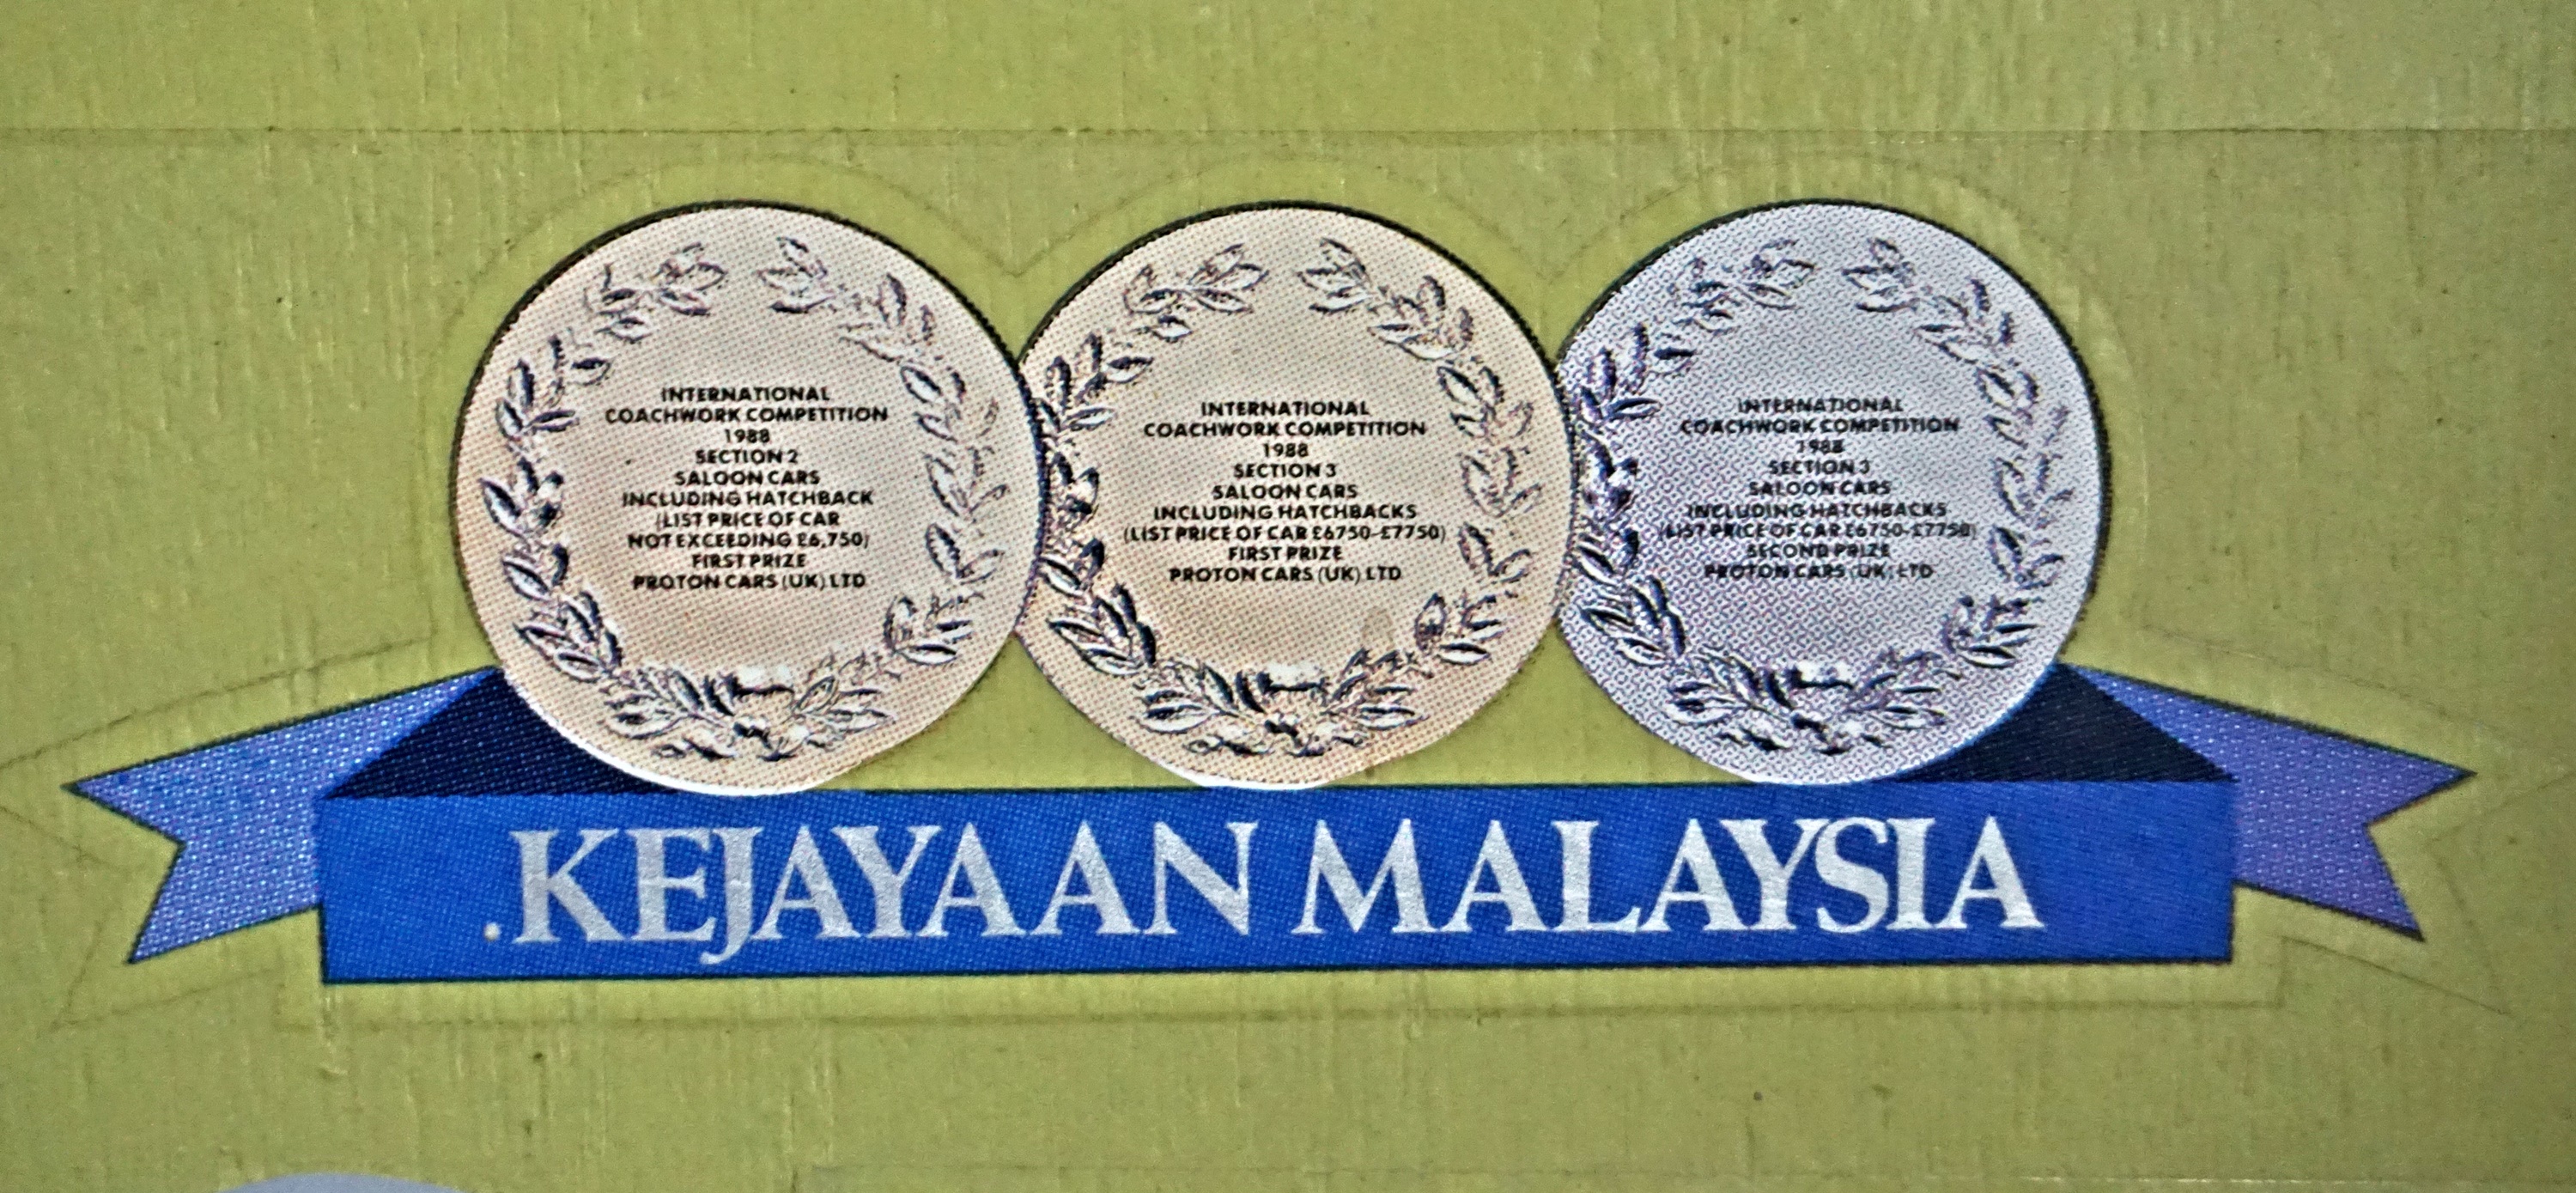 INTERNATIONAL
COACHWORK COMPETITION
1988
SECTION 2
SALOON CARS
INCLUDING HATCHBACK
(LIST PRICE OF CAR
NOT EXCEEDING £6,750)
FIRST PRIZE
PROTON CARS (UK) LTD
INTERNATIONAL
COACHWORK COMPETITION
1988
SECTION 3
SALOON CARS
INCLUDING HATCHBACKS
(LIST PRICE OF CAR £6750-£7750)
FIRST PRIZE
PROTON CARS (UK) LTD
INTERNATIONAL
COACHWORK COMPETITION
1988
SECTION 3
SALOON CARS
INCLUDING HATCHBACKS
(LIST PRICE OF CAR £6750-£7750)
SECOND PRIZE
PROTON CARS (UK) LTD
KEJAYAAN MALAYSIA